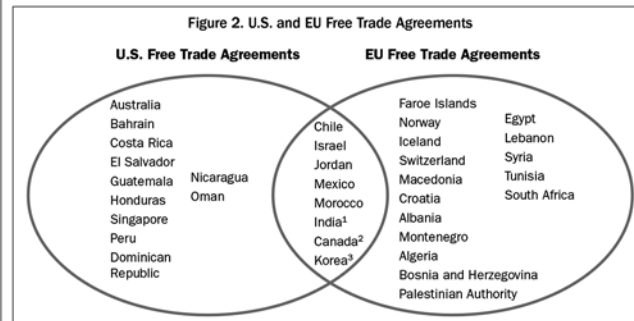 Figure 2. U.S. and EU Free Trade Agreements
U.S. Free Trade Agreements
EU Free Trade Agreements
Australia
Bahrain
Costa Rica
El Salvador
Guatemala
Honduras
Singapore
Peru
Dominican
Republic
Nicaragua
Oman
Chile
Israel
Jordan
Mexico
Morocco
India¹
Canada²
Korea³
Faroe Islands
Norway
Iceland
Switzerland
Macedonia
Croatia
Albania
Montenegro
Algeria
Bosnia and Herzegovina
Palestinian Authority
Egypt
Lebanon
Syria
Tunisia
South Africa